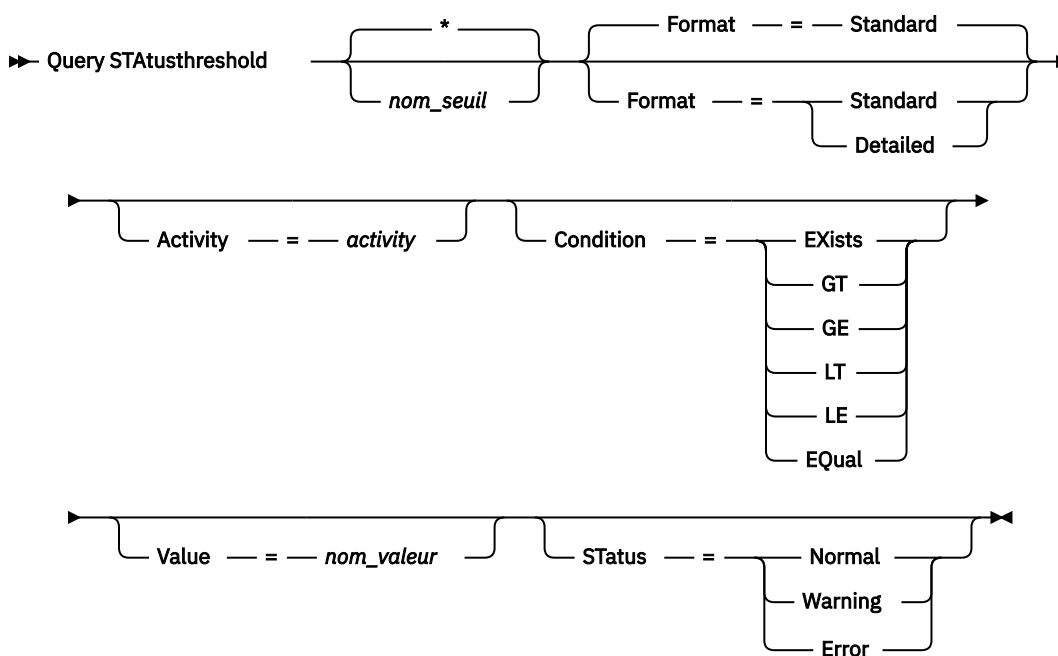 *
Format = Standard
Query STAtusthreshold
nom_seuil
Format = Standard
Detailed
Activity = activity
Condition = EXists
GT
GE
LT
LE
EQual
Value = nom_valeur
STatus = Normal
Warning
Error